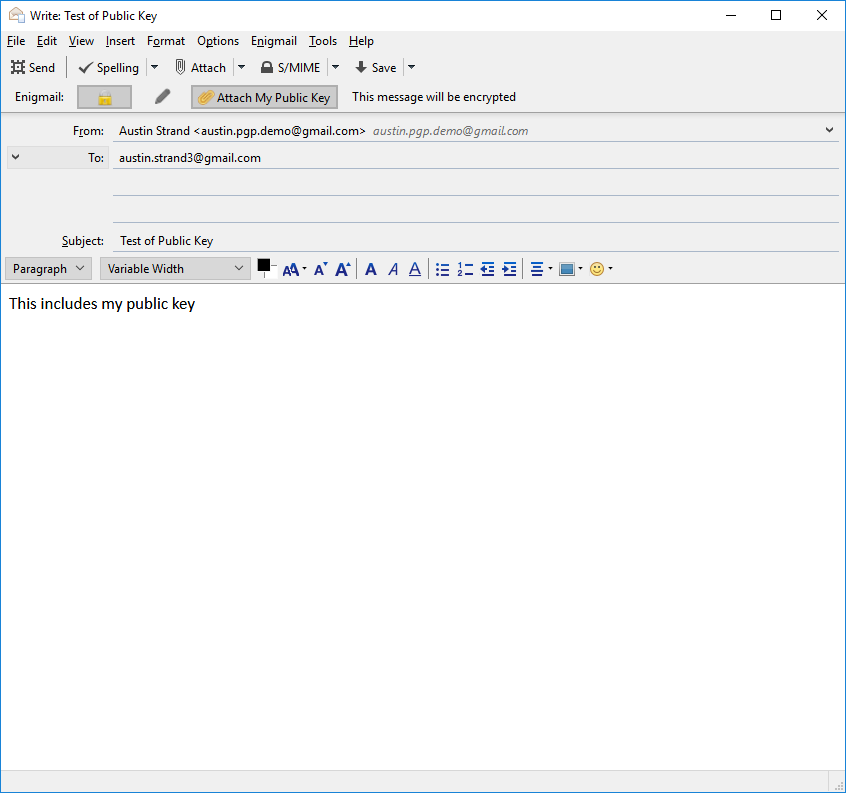 Write: Test of Public Key
File Edit View Insert Format Options Enigmail Tools Help
Send Spelling Attach S/MIME Save
Enigmail: Attach My Public Key This message will be encrypted
From: Austin Strand <austin.pgp.demo@gmail.com> austin.pgp.demo@gmail.com
To: austin.strand3@gmail.com
Subject: Test of Public Key
Paragraph Variable Width
This includes my public key